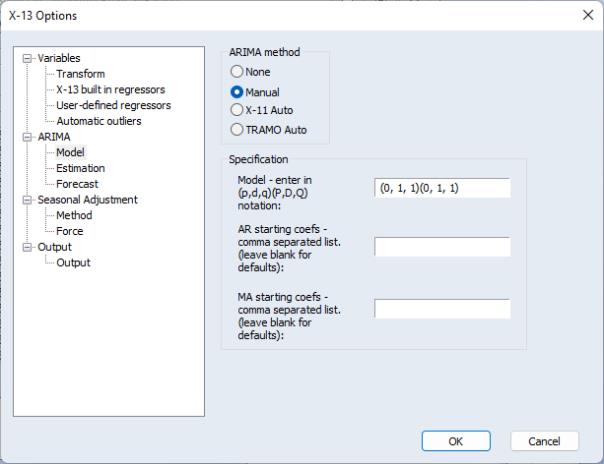 X-13 Options
Variables
Transform
X-13 built in regressors
User-defined regressors
Automatic outliers
ARIMA
Model
Estimation
Forecast
Seasonal Adjustment
Method
Force
Output
Output
ARIMA method
None
Manual
X-11 Auto
TRAMO Auto
Specification
Model - enter in
(p,d,q)(P,D,Q)
notation:
(0, 1, 1)(0, 1, 1)
AR starting coefs -
comma separated list.
(leave blank for
defaults):
MA starting coefs -
comma separated list.
(leave blank for
defaults):
OK
Cancel